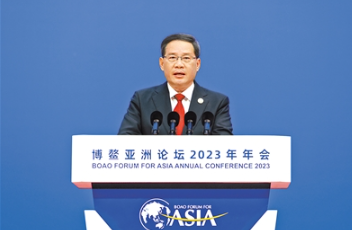 博鳌亚洲论坛2023年年会
BOAO FORUM FOR ASIA ANNUAL CONFERENCE 2023
BOAO FORUM FOR
ASIA